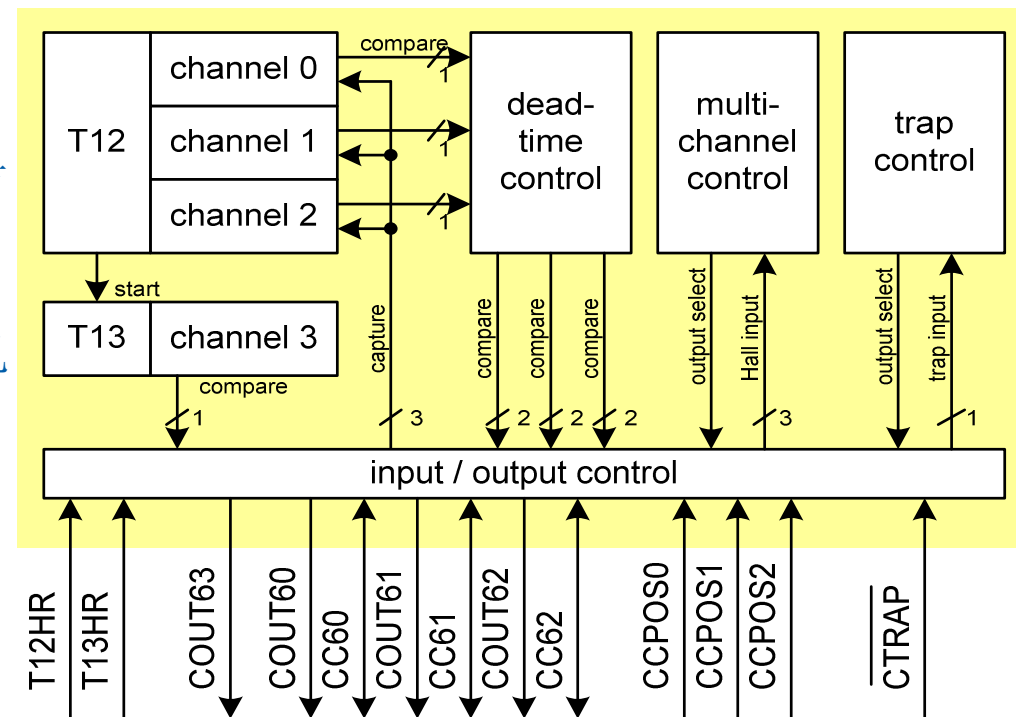 compare
channel 0
1
T12
channel 1
1
channel 2
1
dead-
time
control
multi-
channel
control
trap
control
start
T13
channel 3
compare
1
capture
3
compare
2
compare
2
compare
2
output select
Hall input
3
output select
trap input
1
input / output control
T12HR
T13HR
COUT63
COUT60
CC60
COUT61
CC61
COUT62
CC62
CCPOS0
CCPOS1
CCPOS2
CTRAP